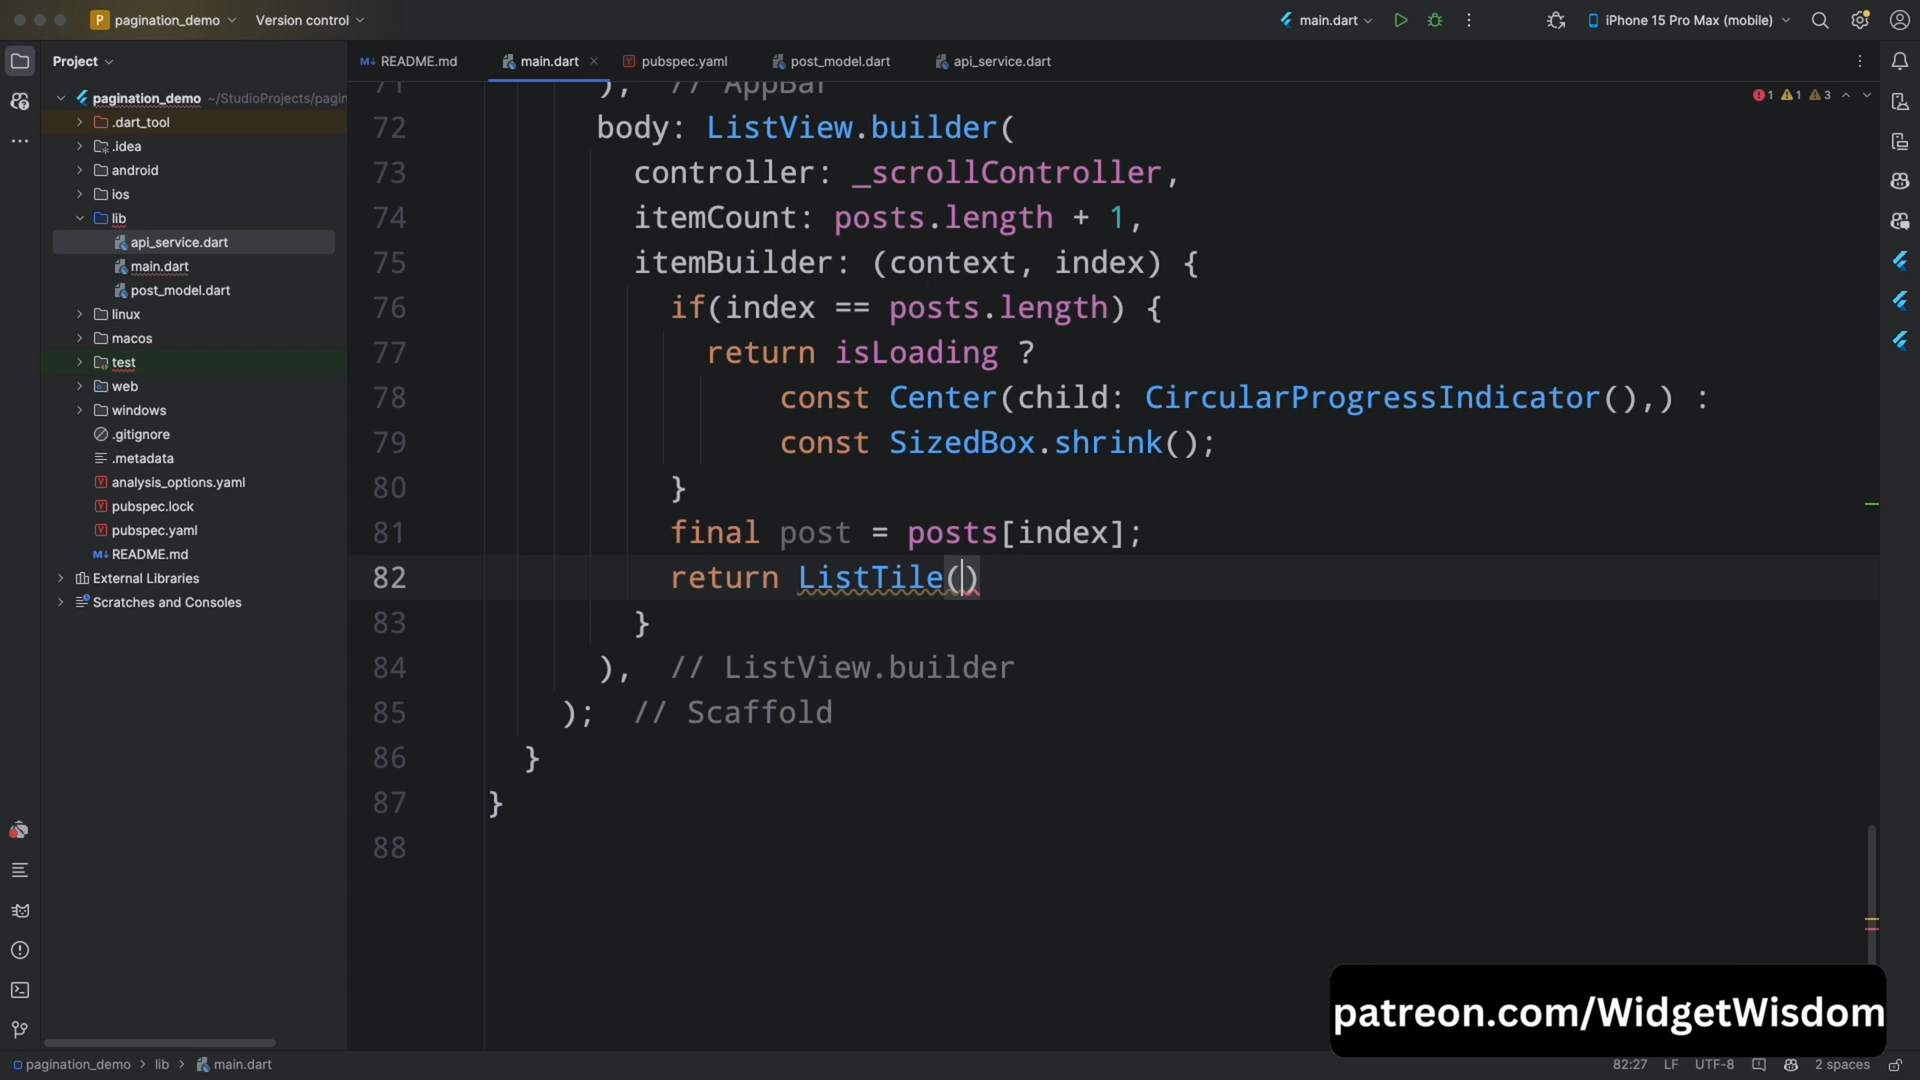 P pagination_demo Version control main.dart iPhone 15 Pro Max (mobile)
Project
README.md main.dart pubspec.yaml post_model.dart api_service.dart
pagination_demo ~/StudioProjects/pagin
.dart_tool
.idea
android
ios
lib
api_service.dart
main.dart
post_model.dart
linux
macos
test
web
windows
.gitignore
.metadata
analysis_options.yaml
pubspec.lock
pubspec.yaml
README.md
External Libraries
Scratches and Consoles
1 1 3
71 ), // AppBar
72 body: ListView.builder(
73 controller: _scrollController,
74 itemCount: posts.length + 1,
75 itemBuilder: (context, index) {
76 if(index == posts.length) {
77 return isLoading ?
78 const Center(child: CircularProgressIndicator(),) :
79 const SizedBox.shrink();
80 }
81 final post = posts[index];
82 return ListTile()
83 }
84 ), // ListView.builder
85 ); // Scaffold
86 }
87 }
88
patreon.com/WidgetWisdom
pagination_demo > lib > main.dart 82:27 LF UTF-8 2 spaces